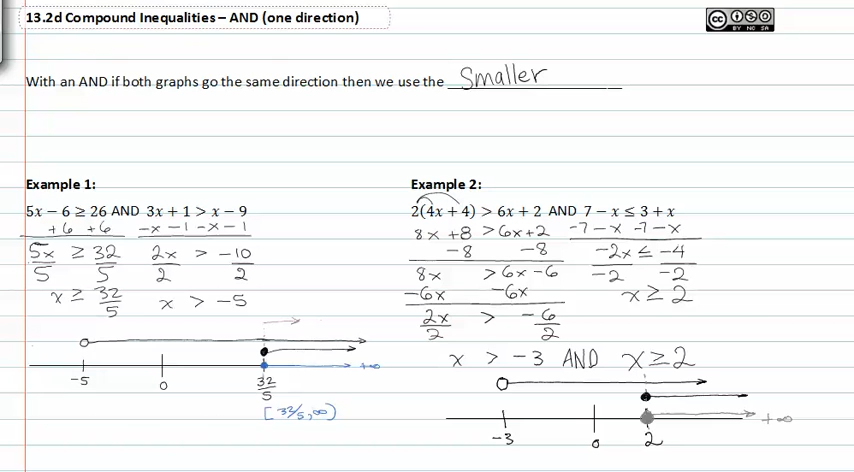 13.2d Compound Inequalities – AND (one direction)
CC BY NC SA
With an AND if both graphs go the same direction then we use the Smaller
Example 1:
5x − 6 ≥ 26 AND 3x + 1 > x − 9
+6 +6 −x −1 −x −1
5x ≥ 32 2x > −10
5 5 2 2
x ≥ 32/5 x > −5
−5 0 32/5 +∞
[32/5, ∞)
Example 2:
2(4x + 4) > 6x + 2 AND 7 − x ≤ 3 + x
8x +8 > 6x+2 −7 −x −7 −x
−8 −8 −2x ≤ −4
8x > 6x −6 −2 −2
−6x −6x x ≥ 2
2x > −6
2 2
x > −3 AND x ≥ 2
−3 0 2 +∞